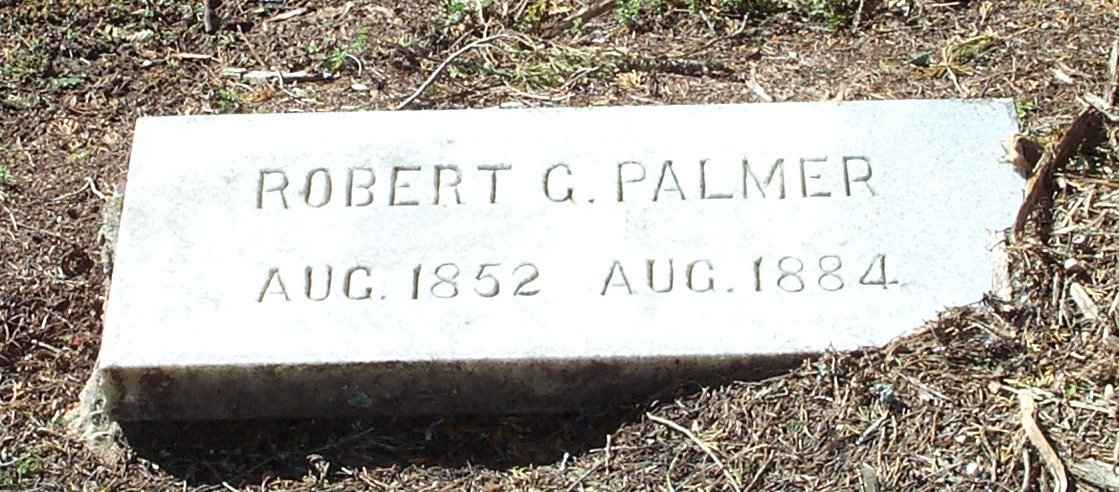 ROBERT G. PALMER
AUG. 1852 AUG. 1884